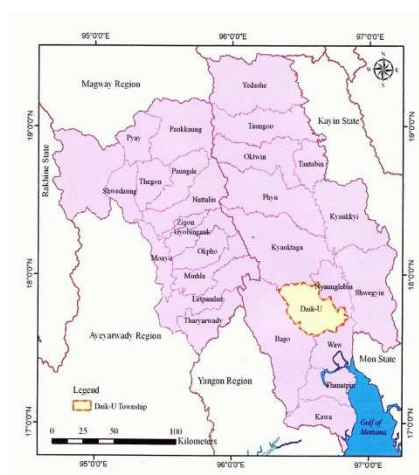 95°0'0"E 96°0'0"E 97°0'0"E
Magway Region
Kayin State
Rakhine State
19°0'0"N
19°0'0"N
18°0'0"N
18°0'0"N
17°0'0"N
17°0'0"N
Yedashe
Taungoo
Paukkaung
Pyay
Oktwin
Tantabin
Paungde
Thegon
Shwedaung
Nattalin
Phyu
Kyaukkyi
Zigon
Gyobingauk
Kyauktaga
Monyo
Okpho
Minhla
Nyaunglebin
Shwegyin
Letpandan
Daik-U
Tharyarwady
Ayeyarwady Region
Bago
Waw
Mon State
Yangon Region
Thanatpin
Kawa
Gulf of
Mottama
Legend
Daik-U Township
0 25 50 100
Kilometers
95°0'0"E 96°0'0"E 97°0'0"E